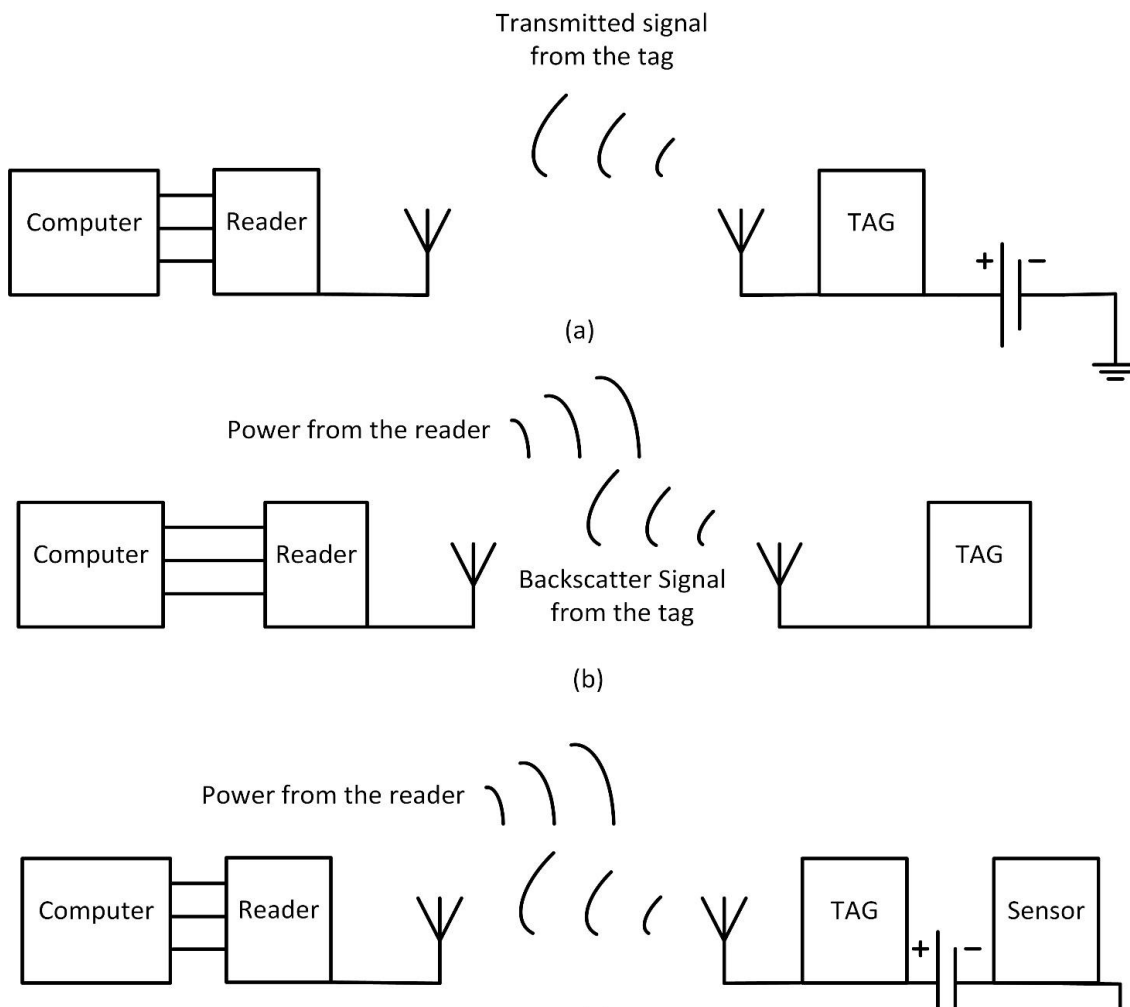 Transmitted signal
from the tag
Computer
Reader
TAG
+ -
(a)
Power from the reader
Computer
Reader
Backscatter Signal
from the tag
TAG
(b)
Power from the reader
Computer
Reader
TAG
+ -
Sensor